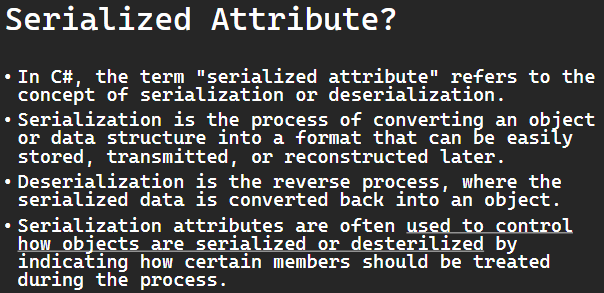 Serialized Attribute?
• In C#, the term "serialized attribute" refers to the
concept of serialization or deserialization.
• Serialization is the process of converting an object
or data structure into a format that can be easily
stored, transmitted, or reconstructed later.
• Deserialization is the reverse process, where the
serialized data is converted back into an object.
• Serialization attributes are often used to control
how objects are serialized or desterilized by
indicating how certain members should be treated
during the process.